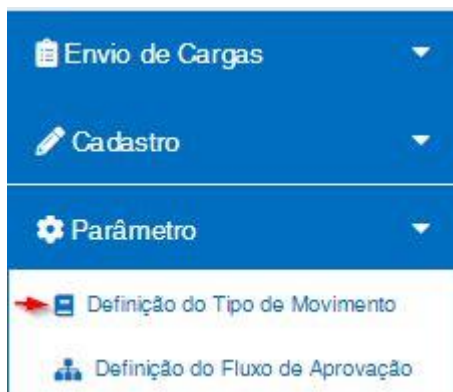 Envio de Cargas
Cadastro
Parâmetro
Definição do Tipo de Movimento
Definição do Fluxo de Aprovação